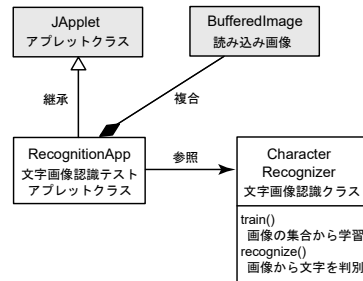 JApplet
アプレットクラス
BufferedImage
読み込み画像
継承
複合
RecognitionApp
文字画像認識テスト
アプレットクラス
参照
Character
Recognizer
文字画像認識クラス
train()
画像の集合から学習
recognize()
画像から文字を判別